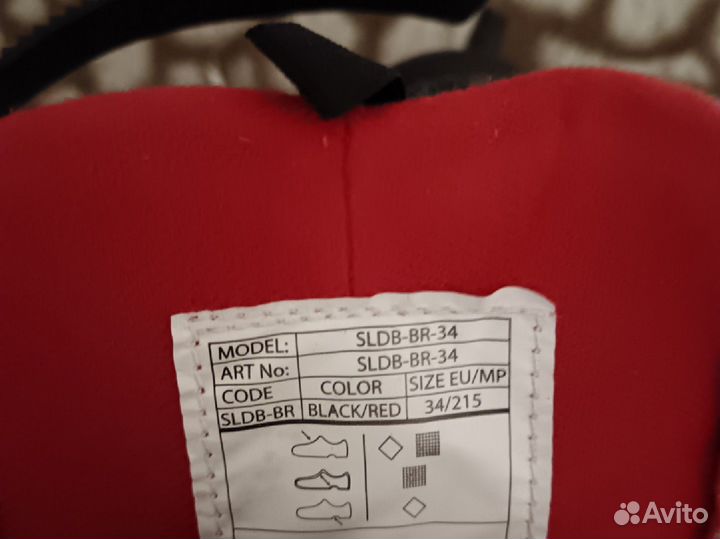 MODEL: SLDB-BR-34
ART No: SLDB-BR-34
CODE COLOR SIZE EU/MP
SLDB-BR BLACK/RED 34/215
Avito